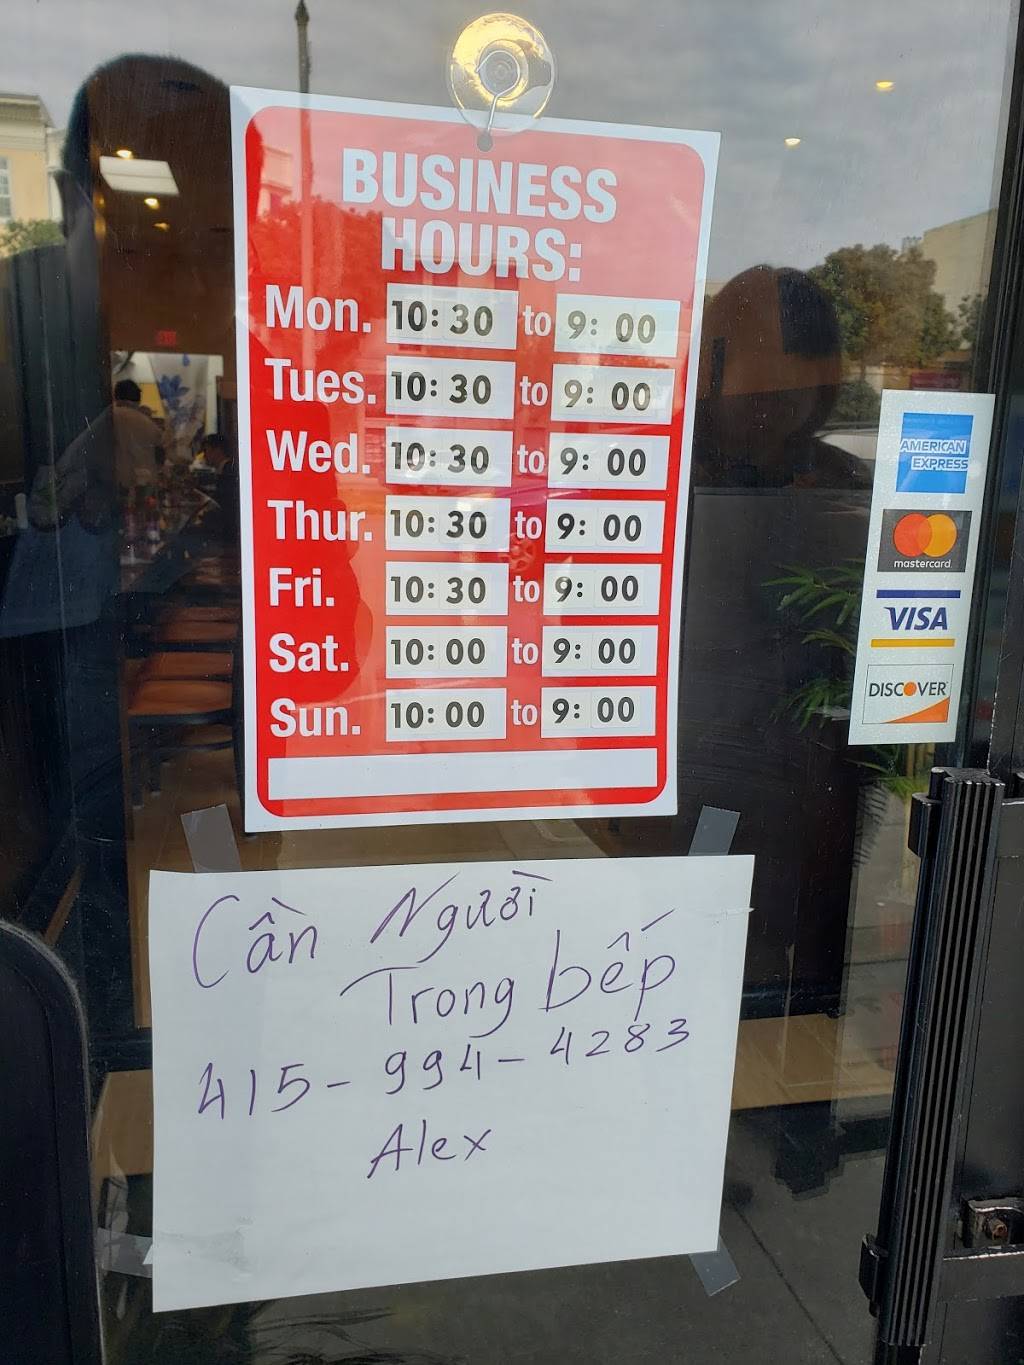 BUSINESS
HOURS:
Mon. 10:30 to 9:00
Tues. 10:30 to 9:00
Wed. 10:30 to 9:00
Thur. 10:30 to 9:00
Fri. 10:30 to 9:00
Sat. 10:00 to 9:00
Sun. 10:00 to 9:00
AMERICAN
EXPRESS
mastercard
VISA
DISCOVER
Cần Người
Trong bếp
415-994-4283
Alex